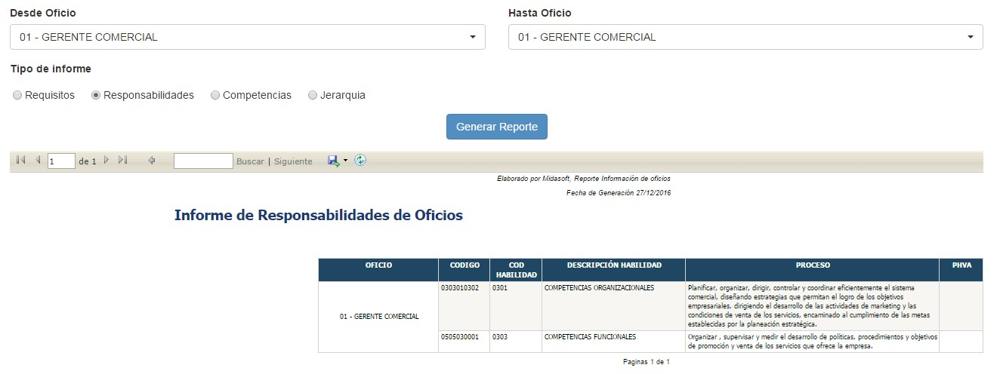 Desde Oficio Hasta Oficio
01 - GERENTE COMERCIAL 01 - GERENTE COMERCIAL
Tipo de informe
Requisitos Responsabilidades Competencias Jerarquia
Generar Reporte
1 de 1 Buscar | Siguiente
Elaborado por Midasoft, Reporte Información de oficios
Fecha de Generación 27/12/2016
Informe de Responsabilidades de Oficios
OFICIO CODIGO COD HABILIDAD DESCRIPCIÓN HABILIDAD PROCESO PHVA
01 - GERENTE COMERCIAL
0303010302 0301 COMPETENCIAS ORGANIZACIONALES Planificar, organizar, dirigir, controlar y coordinar eficientemente el sistema
comercial, diseñando estrategias que permitan el logro de los objetivos
empresariales, dirigiendo el desarrollo de las actividades de marketing y las
condiciones de venta de los servicios, encaminado al cumplimiento de las metas
establecidas por la planeación estratégica.
0505030001 0303 COMPETENCIAS FUNCIONALES Organizar , supervisar y medir el desarrollo de políticas, procedimientos y objetivos
de promoción y venta de los servicios que ofrece la empresa.
Paginas 1 de 1